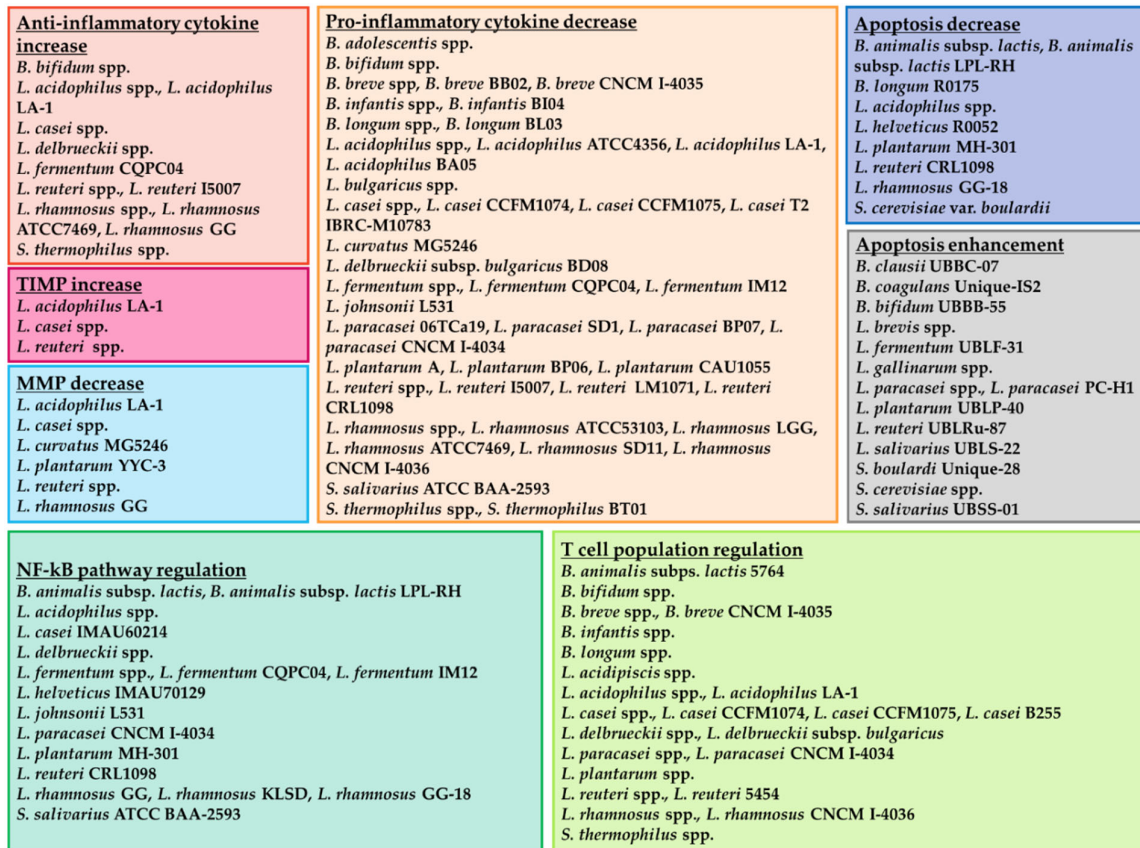 Anti-inflammatory cytokine
increase
B. bifidum spp.
L. acidophilus spp., L. acidophilus
LA-1
L. casei spp.
L. delbrueckii spp.
L. fermentum CQPC04
L. reuteri spp., L. reuteri I5007
L. rhamnosus spp., L. rhamnosus
ATCC7469, L. rhamnosus GG
S. thermophilus spp.
TIMP increase
L. acidophilus LA-1
L. casei spp.
L. reuteri spp.
MMP decrease
L. acidophilus LA-1
L. casei spp.
L. curvatus MG5246
L. plantarum YYC-3
L. reuteri spp.
L. rhamnosus GG
Pro-inflammatory cytokine decrease
B. adolescentis spp.
B. bifidum spp.
B. breve spp, B. breve BB02, B. breve CNCM I-4035
B. infantis spp., B. infantis BI04
B. longum spp., B. longum BL03
L. acidophilus spp., L. acidophilus ATCC4356, L. acidophilus LA-1,
L. acidophilus BA05
L. bulgaricus spp.
L. casei spp., L. casei CCFM1074, L. casei CCFM1075, L. casei T2
IBRC-M10783
L. curvatus MG5246
L. delbrueckii subsp. bulgaricus BD08
L. fermentum spp., L. fermentum CQPC04, L. fermentum IM12
L. johnsonii L531
L. paracasei 06TCa19, L. paracasei SD1, L. paracasei BP07, L.
paracasei CNCM I-4034
L. plantarum A, L. plantarum BP06, L. plantarum CAU1055
L. reuteri spp., L. reuteri I5007, L. reuteri LM1071, L. reuteri
CRL1098
L. rhamnosus spp., L. rhamnosus ATCC53103, L. rhamnosus LGG,
L. rhamnosus ATCC7469, L. rhamnosus SD11, L. rhamnosus
CNCM I-4036
S. salivarius ATCC BAA-2593
S. thermophilus spp., S. thermophilus BT01
Apoptosis decrease
B. animalis subsp. lactis, B. animalis
subsp. lactis LPL-RH
B. longum R0175
L. acidophilus spp.
L. helveticus R0052
L. plantarum MH-301
L. reuteri CRL1098
L. rhamnosus GG-18
S. cerevisiae var. boulardii
Apoptosis enhancement
B. clausii UBBC-07
B. coagulans Unique-IS2
B. bifidum UBBB-55
L. brevis spp.
L. fermentum UBLF-31
L. gallinarum spp.
L. paracasei spp., L. paracasei PC-H1
L. plantarum UBLP-40
L. reuteri UBLRu-87
L. salivarius UBLS-22
S. boulardi Unique-28
S. cerevisiae spp.
S. salivarius UBSS-01
NF-kB pathway regulation
B. animalis subsp. lactis, B. animalis subsp. lactis LPL-RH
L. acidophilus spp.
L. casei IMAU60214
L. delbrueckii spp.
L. fermentum spp., L. fermentum CQPC04, L. fermentum IM12
L. helveticus IMAU70129
L. johnsonii L531
L. paracasei CNCM I-4034
L. plantarum MH-301
L. reuteri CRL1098
L. rhamnosus GG, L. rhamnosus KLSD, L. rhamnosus GG-18
S. salivarius ATCC BAA-2593
T cell population regulation
B. animalis subps. lactis 5764
B. bifidum spp.
B. breve spp., B. breve CNCM I-4035
B. infantis spp.
B. longum spp.
L. acidipiscis spp.
L. acidophilus spp., L. acidophilus LA-1
L. casei spp., L. casei CCFM1074, L. casei CCFM1075, L. casei B255
L. delbrueckii spp., L. delbrueckii subsp. bulgaricus
L. paracasei spp., L. paracasei CNCM I-4034
L. plantarum spp.
L. reuteri spp., L. reuteri 5454
L. rhamnosus spp., L. rhamnosus CNCM I-4036
S. thermophilus spp.